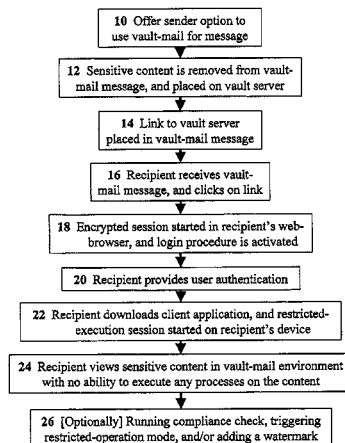 10 Offer sender option to
use vault-mail for message
12 Sensitive content is removed from vault-
mail message, and placed on vault server
14 Link to vault server
placed in vault-mail message
16 Recipient receives vault-
mail message, and clicks on link
18 Encrypted session started in recipient's web-
browser, and login procedure is activated
20 Recipient provides user authentication
22 Recipient downloads client application, and restricted-
execution session started on recipient's device
24 Recipient views sensitive content in vault-mail environment
with no ability to execute any processes on the content
26 [Optionally] Running compliance check, triggering
restricted-operation mode, and/or adding a watermark